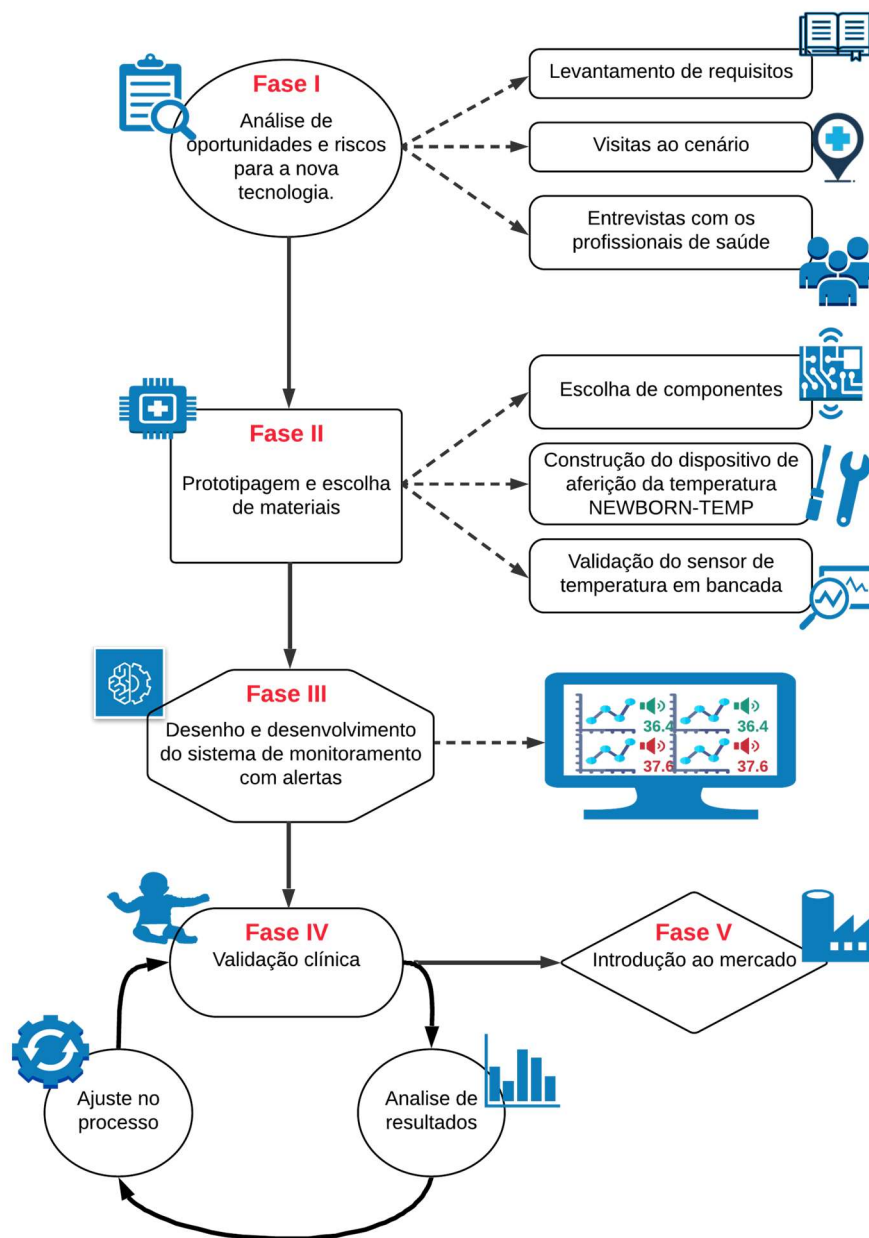 Fase I
Análise de
oportunidades e riscos
para a nova
tecnologia.
Levantamento de requisitos
Visitas ao cenário
Entrevistas com os
profissionais de saúde
Fase II
Prototipagem e escolha
de materiais
Escolha de componentes
Construção do dispositivo de
aferição da temperatura
NEWBORN-TEMP
Validação do sensor de
temperatura em bancada
Fase III
Desenho e desenvolvimento
do sistema de monitoramento
com alertas
36.4
36.4
37.6
37.6
Fase IV
Validação clínica
Fase V
Introdução ao mercado
Ajuste no
processo
Analise de
resultados